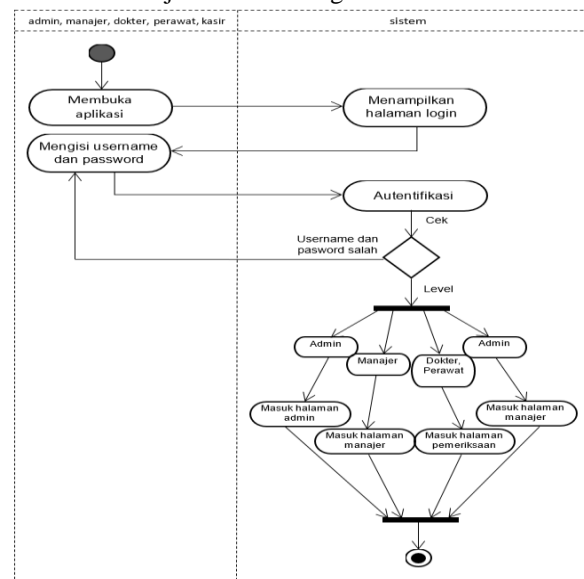 admin, manajer, dokter, perawat, kasir
sistem
Membuka
aplikasi
Menampilkan
halaman login
Mengisi username
dan password
Autentifikasi
Cek
Username dan
pasword salah
Level
Admin
Manajer
Dokter,
Perawat
Admin
Masuk halaman
admin
Masuk halaman
manajer
Masuk halaman
pemeriksaan
Masuk halaman
manajer